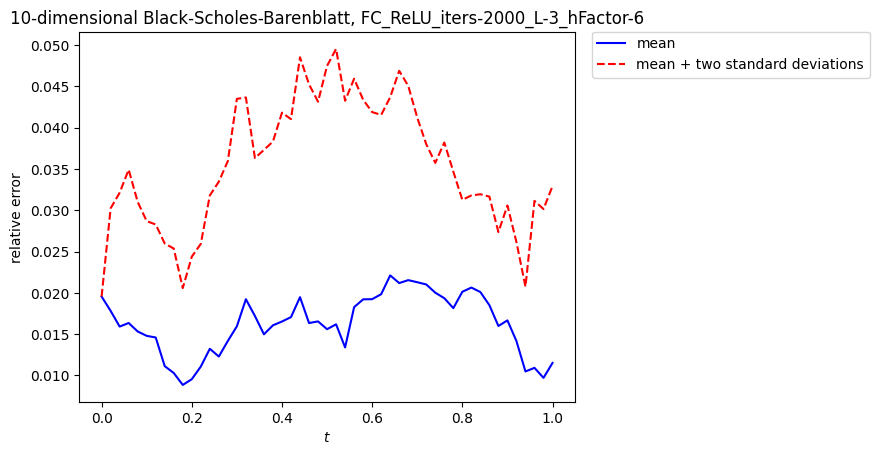 10-dimensional Black-Scholes-Barenblatt, FC_ReLU_iters-2000_L-3_hFactor-6
mean
mean + two standard deviations
relative error
0.050
0.045
0.040
0.035
0.030
0.025
0.020
0.015
0.010
0.0 0.2 0.4 0.6 0.8 1.0
t